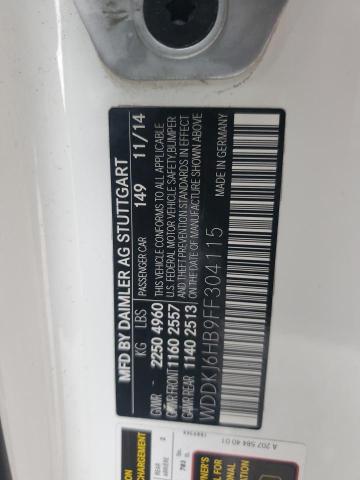 MFD BY DAIMLER AG STUTTGART
KG LBS PASSENGER CAR 149 11/14
GVWR - 2250 4960 THIS VEHICLE CONFORMS TO ALL APPLICABLE
GAWR FRONT 1160 2557 U.S. FEDERAL MOTOR VEHICLE SAFETY, BUMPER
GAWR REAR 1140 2513 AND THEFT PREVENTION STANDARDS IN EFFECT
ON THE DATE OF MANUFACTURE SHOWN ABOVE
MADE IN GERMANY
WDDKJ6HB9FF304115
A 207 584 40 01